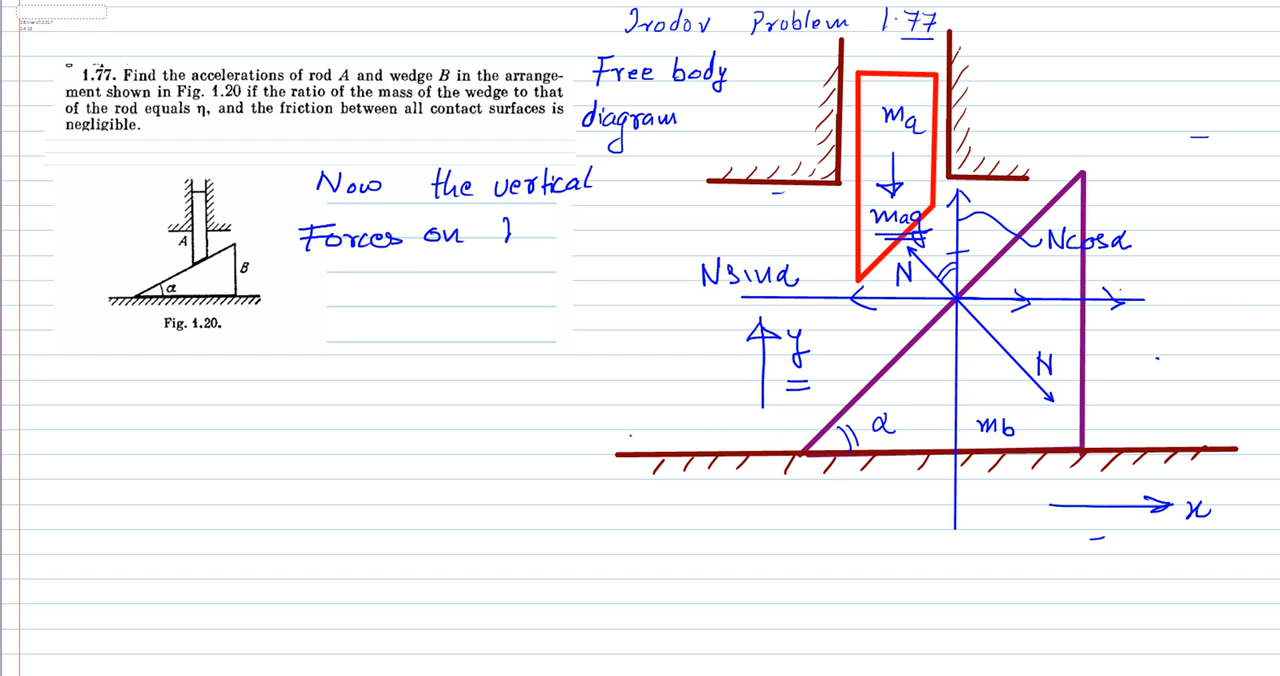 Irodov Problem 1.77
1.77. Find the accelerations of rod A and wedge B in the arrange-
ment shown in Fig. 1.20 if the ratio of the mass of the wedge to that
of the rod equals η, and the friction between all contact surfaces is
negligible.
Free body
diagram
Now the vertical
Forces on
A
B
α
Fig. 1.20.
ma
mag
N cosα
N sinα
N
y
N
α
mb
x